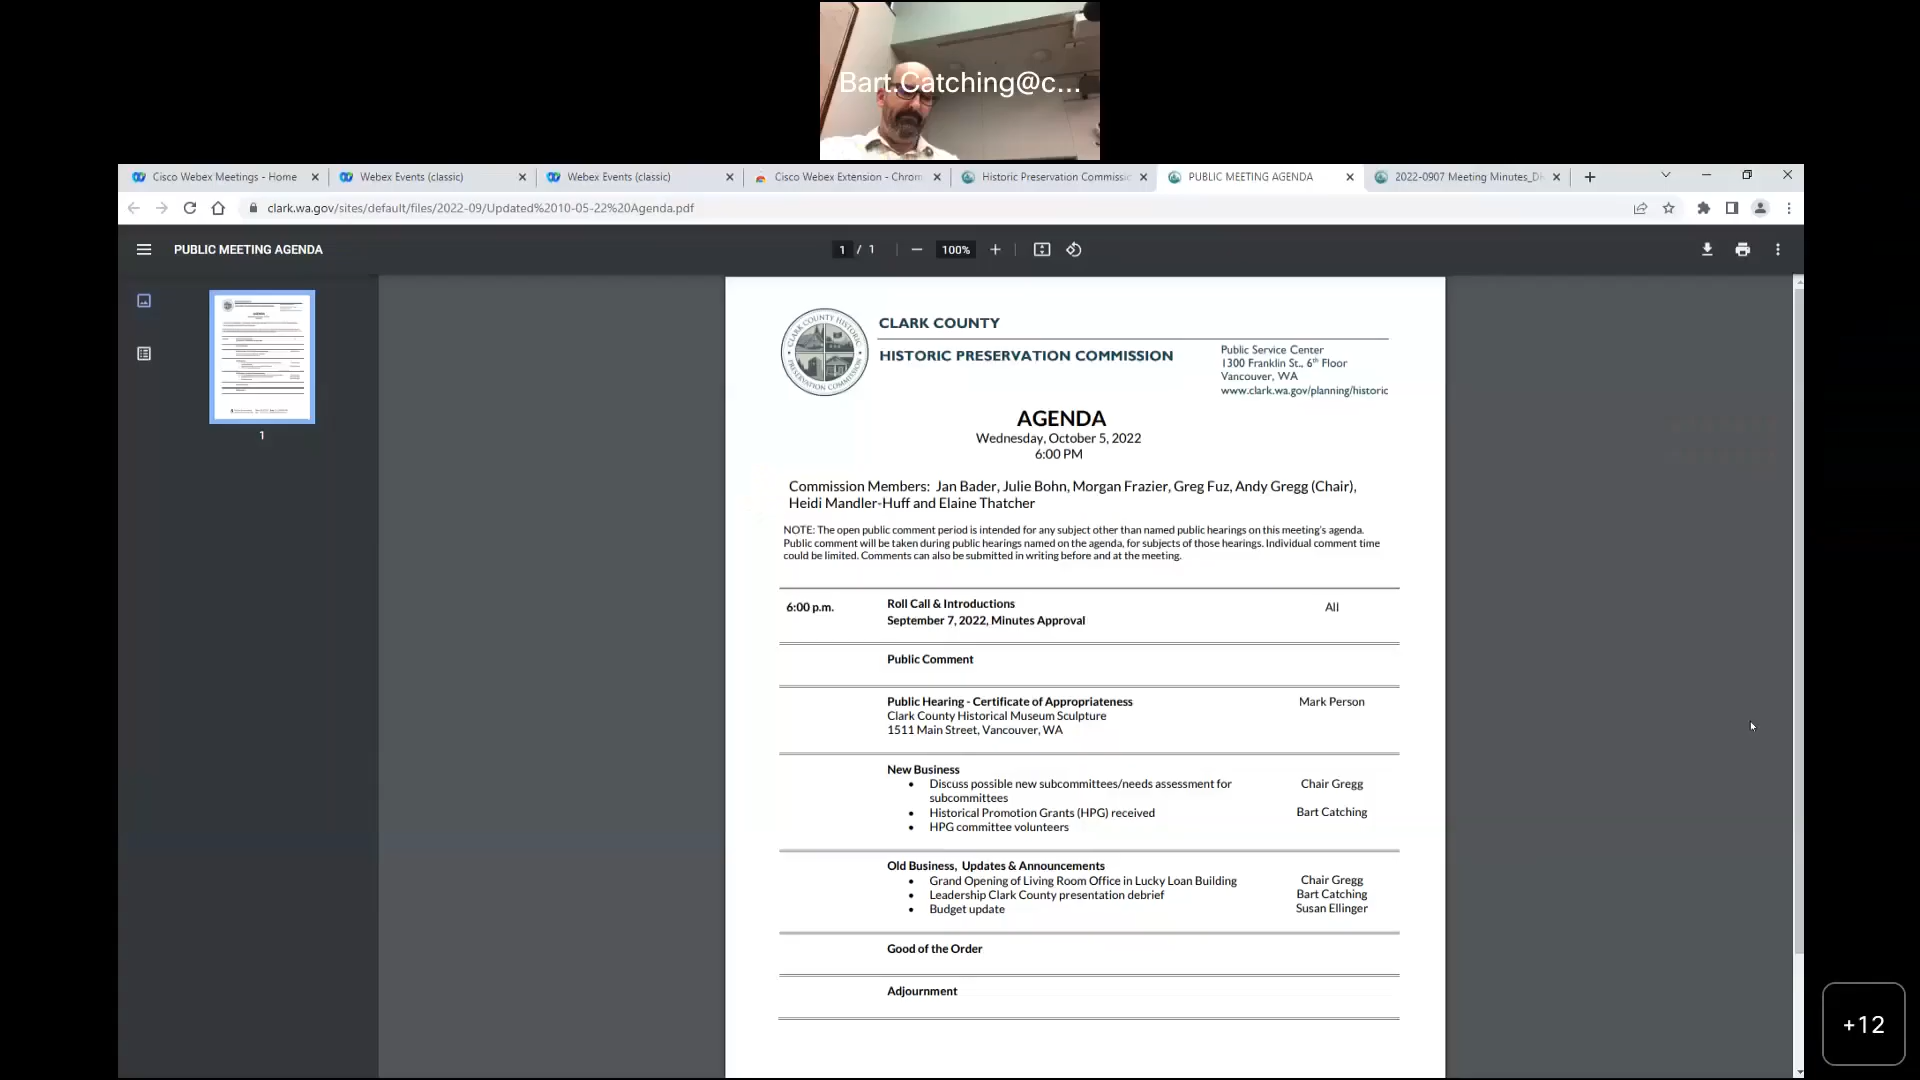 Bart.Catching@c...
Cisco Webex Meetings - Home
Webex Events (classic)
Webex Events (classic)
Cisco Webex Extension - Chrom
Historic Preservation Commissic
PUBLIC MEETING AGENDA
2022-0907 Meeting Minutes_DR
clark.wa.gov/sites/default/files/2022-09/Updated%2010-05-22%20Agenda.pdf
PUBLIC MEETING AGENDA
1 / 1
100%
1
CLARK COUNTY HISTORIC
PRESERVATION COMMISSION
CLARK COUNTY
HISTORIC PRESERVATION COMMISSION
Public Service Center
1300 Franklin St., 6th Floor
Vancouver, WA
www.clark.wa.gov/planning/historic
AGENDA
Wednesday, October 5, 2022
6:00 PM
Commission Members: Jan Bader, Julie Bohn, Morgan Frazier, Greg Fuz, Andy Gregg (Chair),
Heidi Mandler-Huff and Elaine Thatcher
NOTE: The open public comment period is intended for any subject other than named public hearings on this meeting's agenda.
Public comment will be taken during public hearings named on the agenda, for subjects of those hearings. Individual comment time
could be limited. Comments can also be submitted in writing before and at the meeting.
6:00 p.m.
Roll Call & Introductions
All
September 7, 2022, Minutes Approval
Public Comment
Public Hearing - Certificate of Appropriateness
Mark Person
Clark County Historical Museum Sculpture
1511 Main Street, Vancouver, WA
New Business
• Discuss possible new subcommittees/needs assessment for
Chair Gregg
subcommittees
• Historical Promotion Grants (HPG) received
Bart Catching
• HPG committee volunteers
Old Business, Updates & Announcements
• Grand Opening of Living Room Office in Lucky Loan Building
Chair Gregg
• Leadership Clark County presentation debrief
Bart Catching
• Budget update
Susan Ellinger
Good of the Order
Adjournment
+12